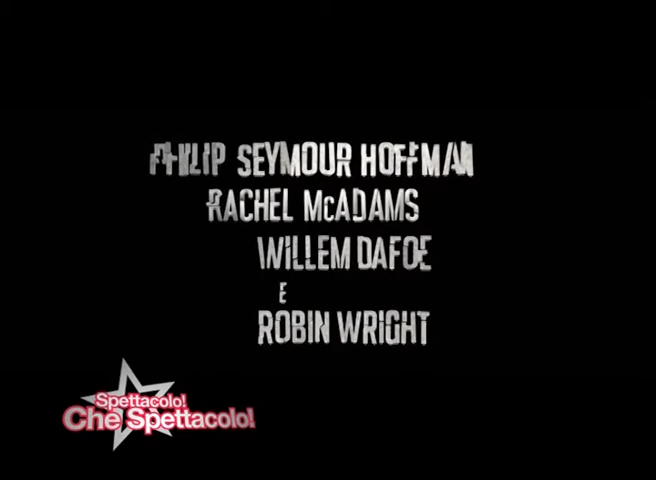 PHILIP SEYMOUR HOFFMAN
RACHEL McADAMS
WILLEM DAFOE
E
ROBIN WRIGHT
Spettacolo!
Che Spettacolo!